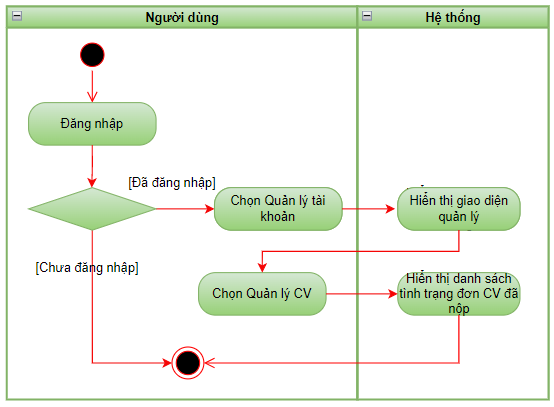 Người dùng
Hệ thống
Đăng nhập
[Đã đăng nhập]
Chọn Quản lý tài
khoản
Hiển thị giao diện
quản lý
[Chưa đăng nhập]
Chọn Quản lý CV
Hiển thị danh sách
tình trạng đơn CV đã
nộp